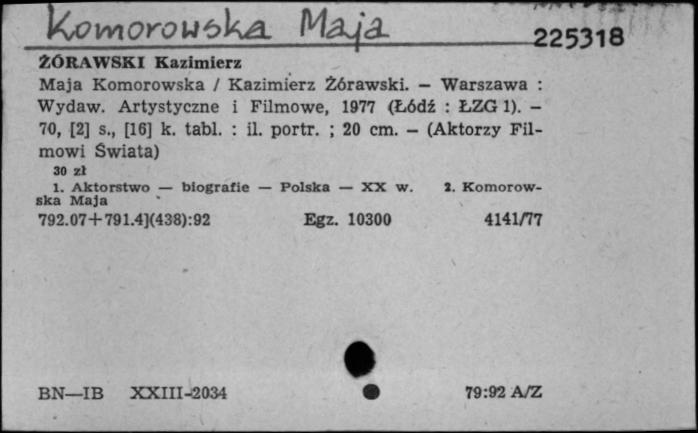 Komorowska Maja
225318
ŻÓRAWSKI Kazimierz
Maja Komorowska / Kazimierz Żórawski. — Warszawa :
Wydaw. Artystyczne i Filmowe, 1977 (Łódź : ŁZG 1). —
70, [2] s., [16] k. tabl. : il. portr. ; 20 cm. — (Aktorzy Fil-
mowi Świata)
30 zł
1. Aktorstwo — biografie — Polska — XX w. 2. Komorow-
ska Maja
792.07+791.4](438):92 Egz. 10300 4141/77
BN—IB XXIII-2034 79:92 A/Z